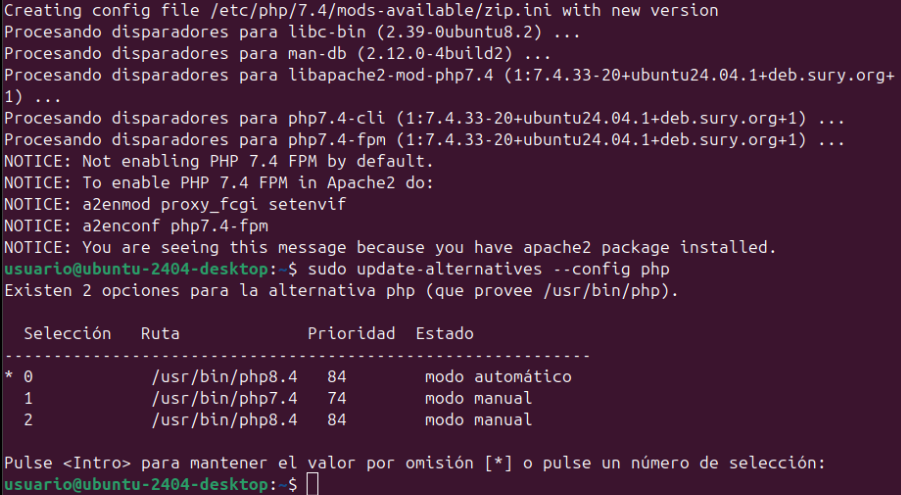 Creating config file /etc/php/7.4/mods-available/zip.ini with new version
Procesando disparadores para libc-bin (2.39-0ubuntu8.2) ...
Procesando disparadores para man-db (2.12.0-4build2) ...
Procesando disparadores para libapache2-mod-php7.4 (1:7.4.33-20+ubuntu24.04.1+deb.sury.org+
1) ...
Procesando disparadores para php7.4-cli (1:7.4.33-20+ubuntu24.04.1+deb.sury.org+1) ...
Procesando disparadores para php7.4-fpm (1:7.4.33-20+ubuntu24.04.1+deb.sury.org+1) ...
NOTICE: Not enabling PHP 7.4 FPM by default.
NOTICE: To enable PHP 7.4 FPM in Apache2 do:
NOTICE: a2enmod proxy_fcgi setenvif
NOTICE: a2enconf php7.4-fpm
NOTICE: You are seeing this message because you have apache2 package installed.
usuario@ubuntu-2404-desktop:~$ sudo update-alternatives --config php
Existen 2 opciones para la alternativa php (que provee /usr/bin/php).

  Selección   Ruta             Prioridad  Estado
------------------------------------------------------------
* 0            /usr/bin/php8.4   84        modo automático
  1            /usr/bin/php7.4   74        modo manual
  2            /usr/bin/php8.4   84        modo manual

Pulse <Intro> para mantener el valor por omisión [*] o pulse un número de selección:
usuario@ubuntu-2404-desktop:~$